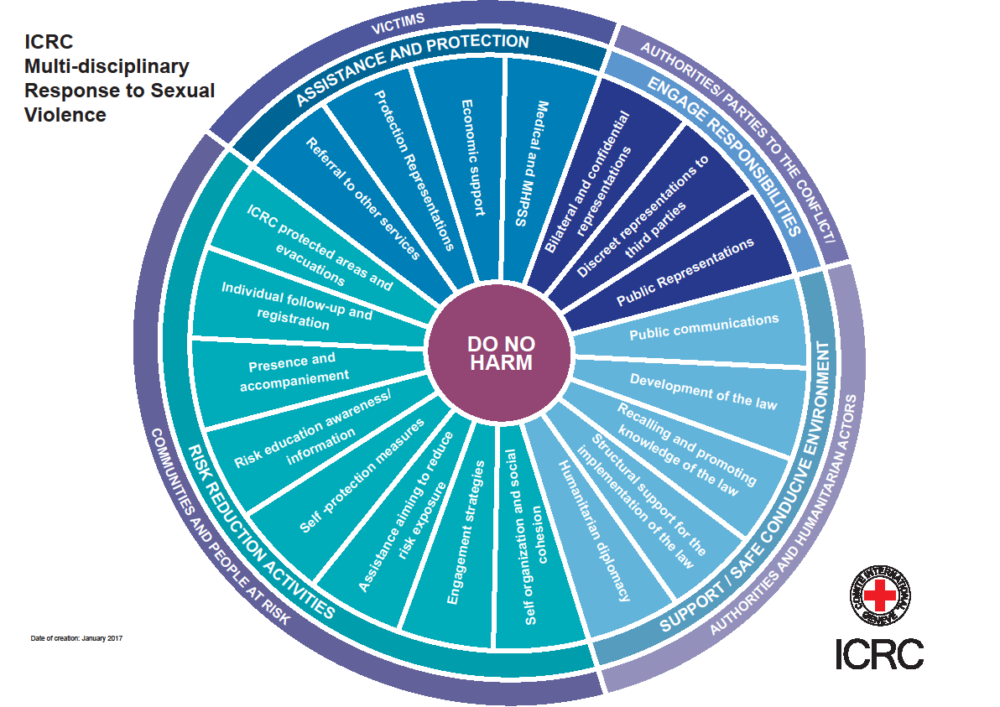 ICRC
Multi-disciplinary
Response to Sexual
Violence
VICTIMS
ASSISTANCE AND PROTECTION
Referral to other services
Protection Representations
Economic support
Medical and MHPSS
AUTHORITIES/ PARTIES TO THE CONFLICT/
ENGAGE RESPONSIBILITIES
Bilateral and confidential
representations
Discreet representations to
third parties
Public Representations
AUTHORITIES AND HUMANITARIAN ACTORS
SUPPORT / SAFE CONDUCIVE ENVIRONMENT
Public communications
Development of the law
Recalling and promoting
knowledge of the law
Structural support for the
implementation of the law
Humanitarian diplomacy
COMMUNITIES AND PEOPLE AT RISK
RISK REDUCTION ACTIVITIES
Self organization and social
cohesion
Engagement strategies
Assistance aiming to reduce
risk exposure
Self -protection measures
Risk education awareness/
information
Presence and
accompaniement
Individual follow-up and
registration
ICRC protected areas and
evacuations
DO NO
HARM
Date of creation: January 2017
COMITE INTERNATIONAL
GENEVE
ICRC